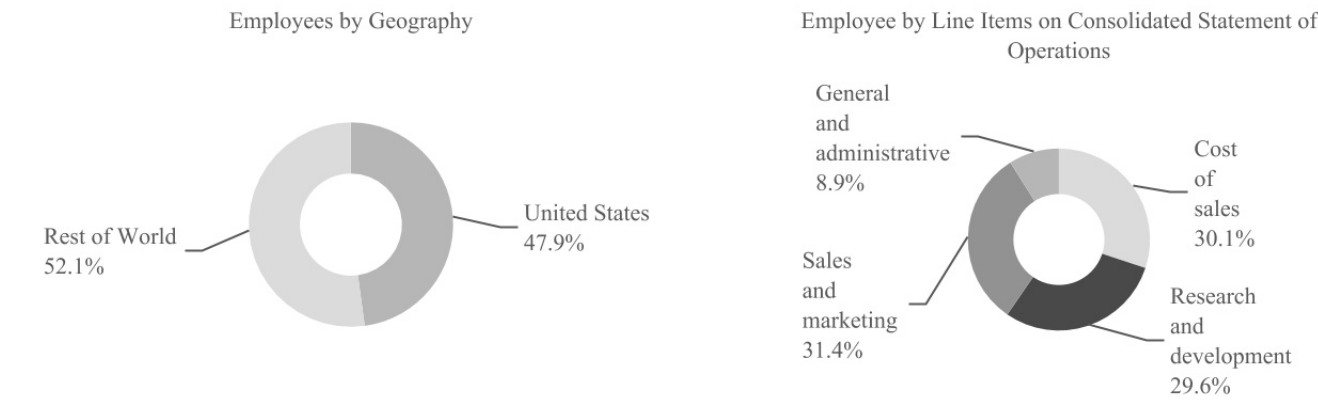 Employees by Geography
Rest of World
52.1%
United States
47.9%
Employee by Line Items on Consolidated Statement of
Operations
General
and
administrative
8.9%
Cost
of
sales
30.1%
Sales
and
marketing
31.4%
Research
and
development
29.6%